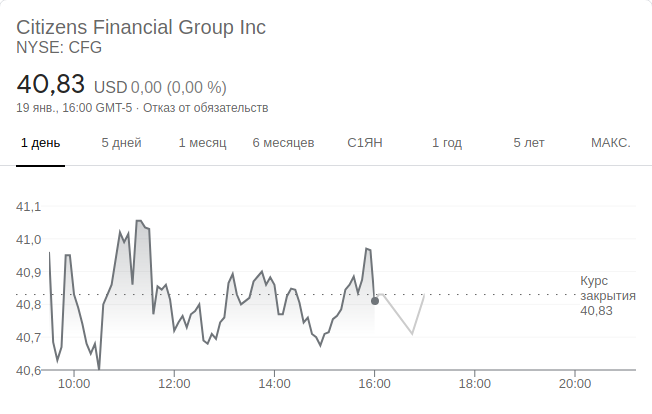 Citizens Financial Group Inc
NYSE: CFG
40,83 USD 0,00 (0,00 %)
19 янв., 16:00 GMT-5 · Отказ от обязательств
1 день 5 дней 1 месяц 6 месяцев С1ЯН 1 год 5 лет МАКС.
41,1
41,0
40,9
40,8
40,7
40,6
Курс
закрытия
40,83
10:00 12:00 14:00 16:00 18:00 20:00